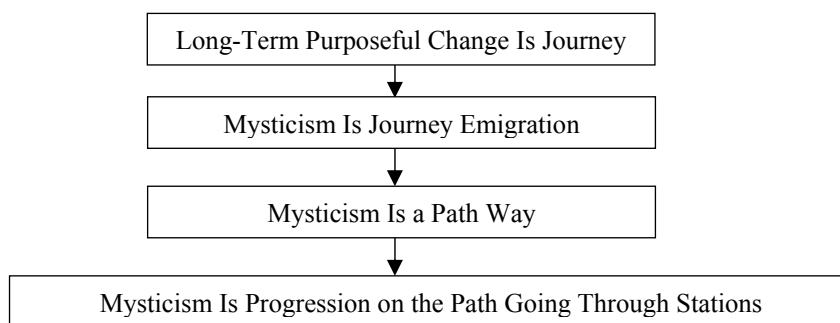 Long-Term Purposeful Change Is Journey
Mysticism Is Journey Emigration
Mysticism Is a Path Way
Mysticism Is Progression on the Path Going Through Stations